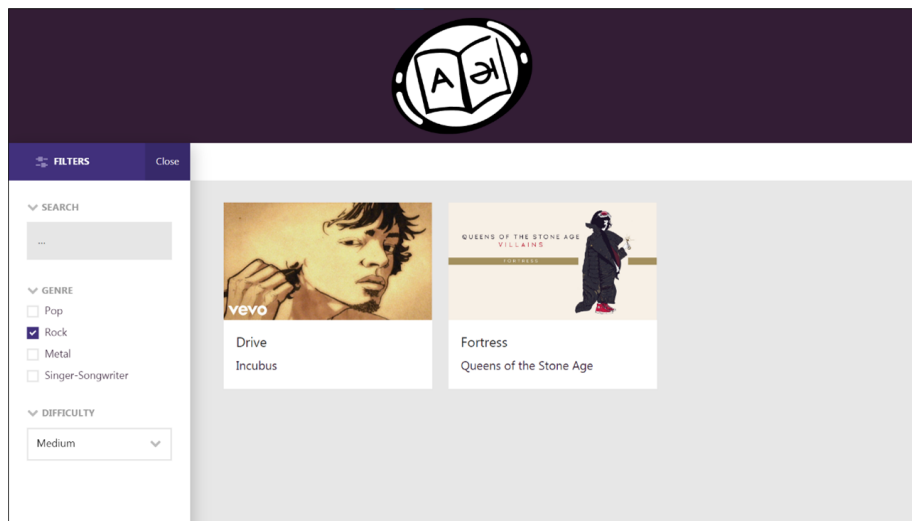 A
FILTERS
Close
SEARCH
...
GENRE
Pop
Rock
Metal
Singer-Songwriter
DIFFICULTY
Medium
vevo
Drive
Incubus
QUEENS OF THE STONE AGE
VILLAINS
FORTRESS
Fortress
Queens of the Stone Age